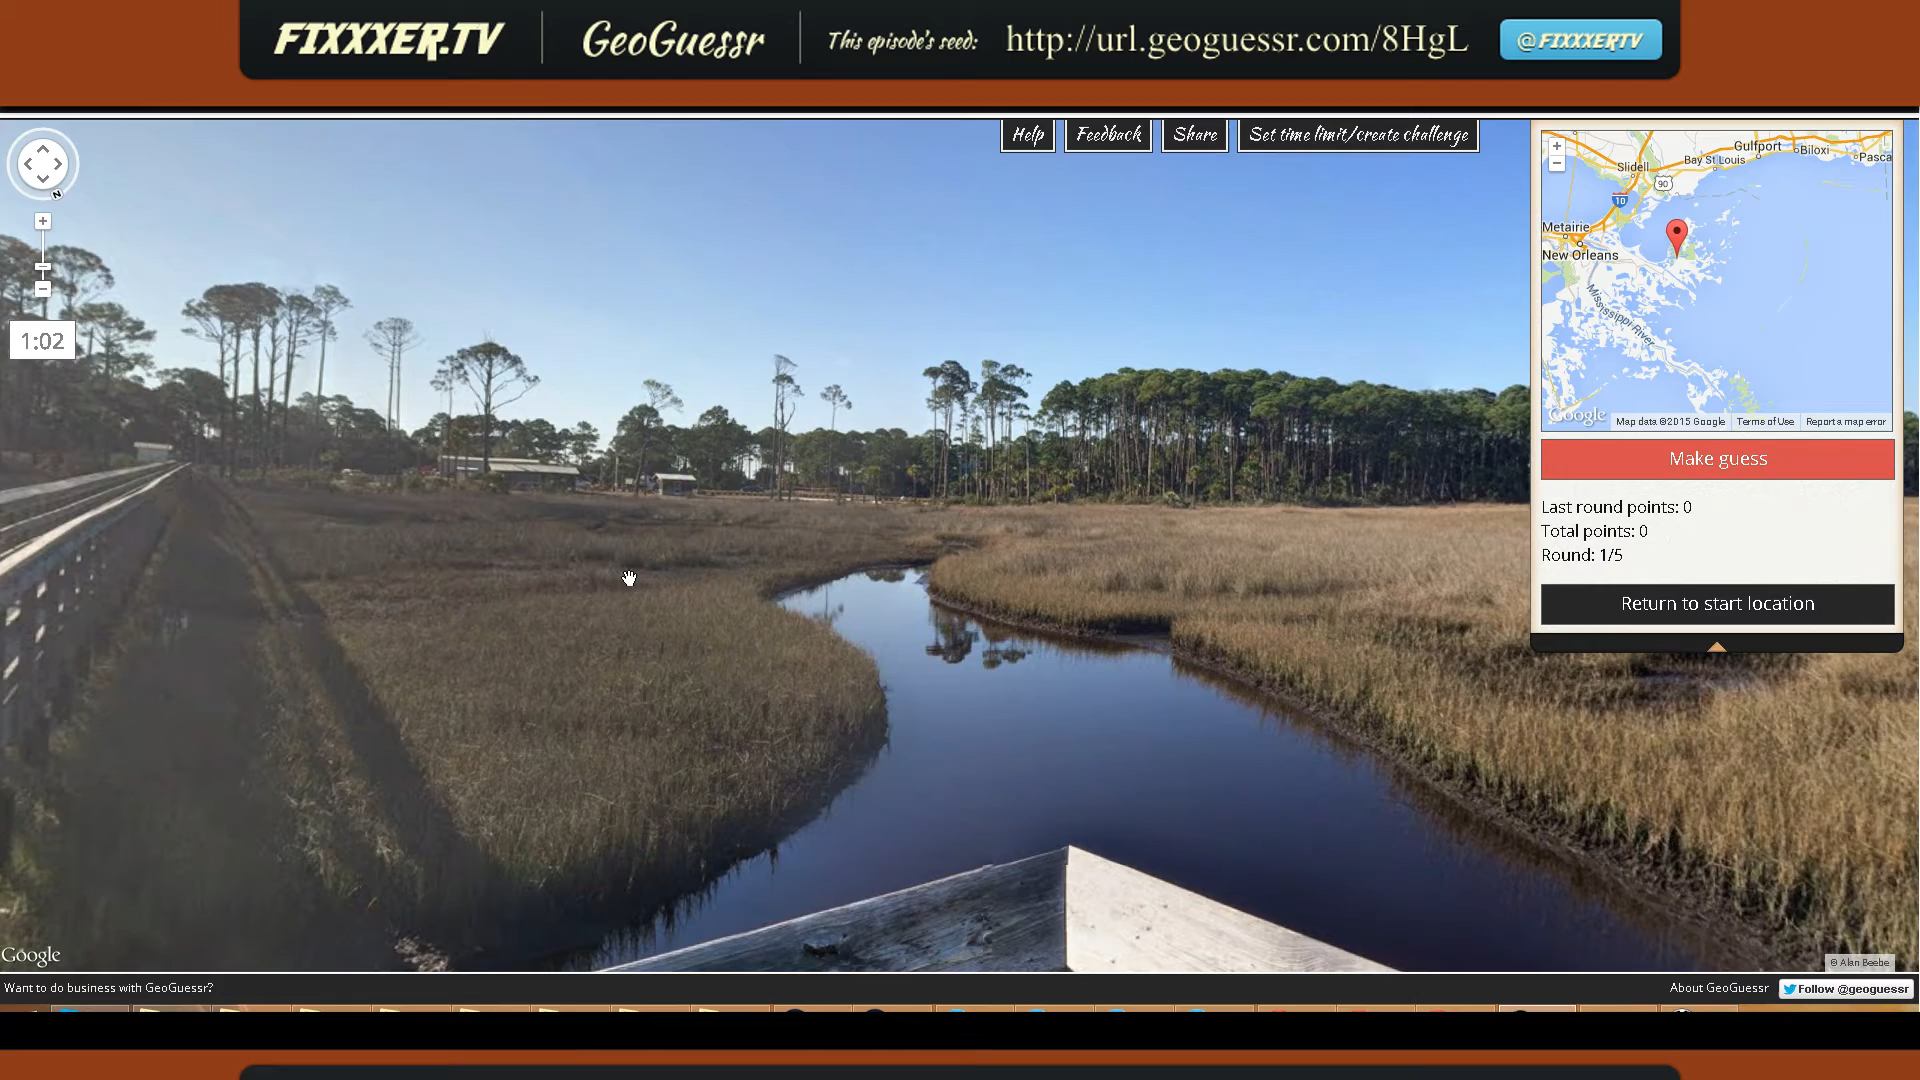 FIXXXER.TV
GeoGuessr
This episode's seed:
http://url.geoguessr.com/8HgL
@FIXXXERTV
Help
Feedback
Share
Set time limit/create challenge
N
1:02
Gulfport
Biloxi
Pasca
Slidell
Bay St Louis
90
10
Metairie
New Orleans
Mississippi River
Google
Map data ©2015 Google
Terms of Use
Report a map error
Make guess
Last round points: 0
Total points: 0
Round: 1/5
Return to start location
Google
© Alan Beebe
Want to do business with GeoGuessr?
About GeoGuessr
Follow @geoguessr